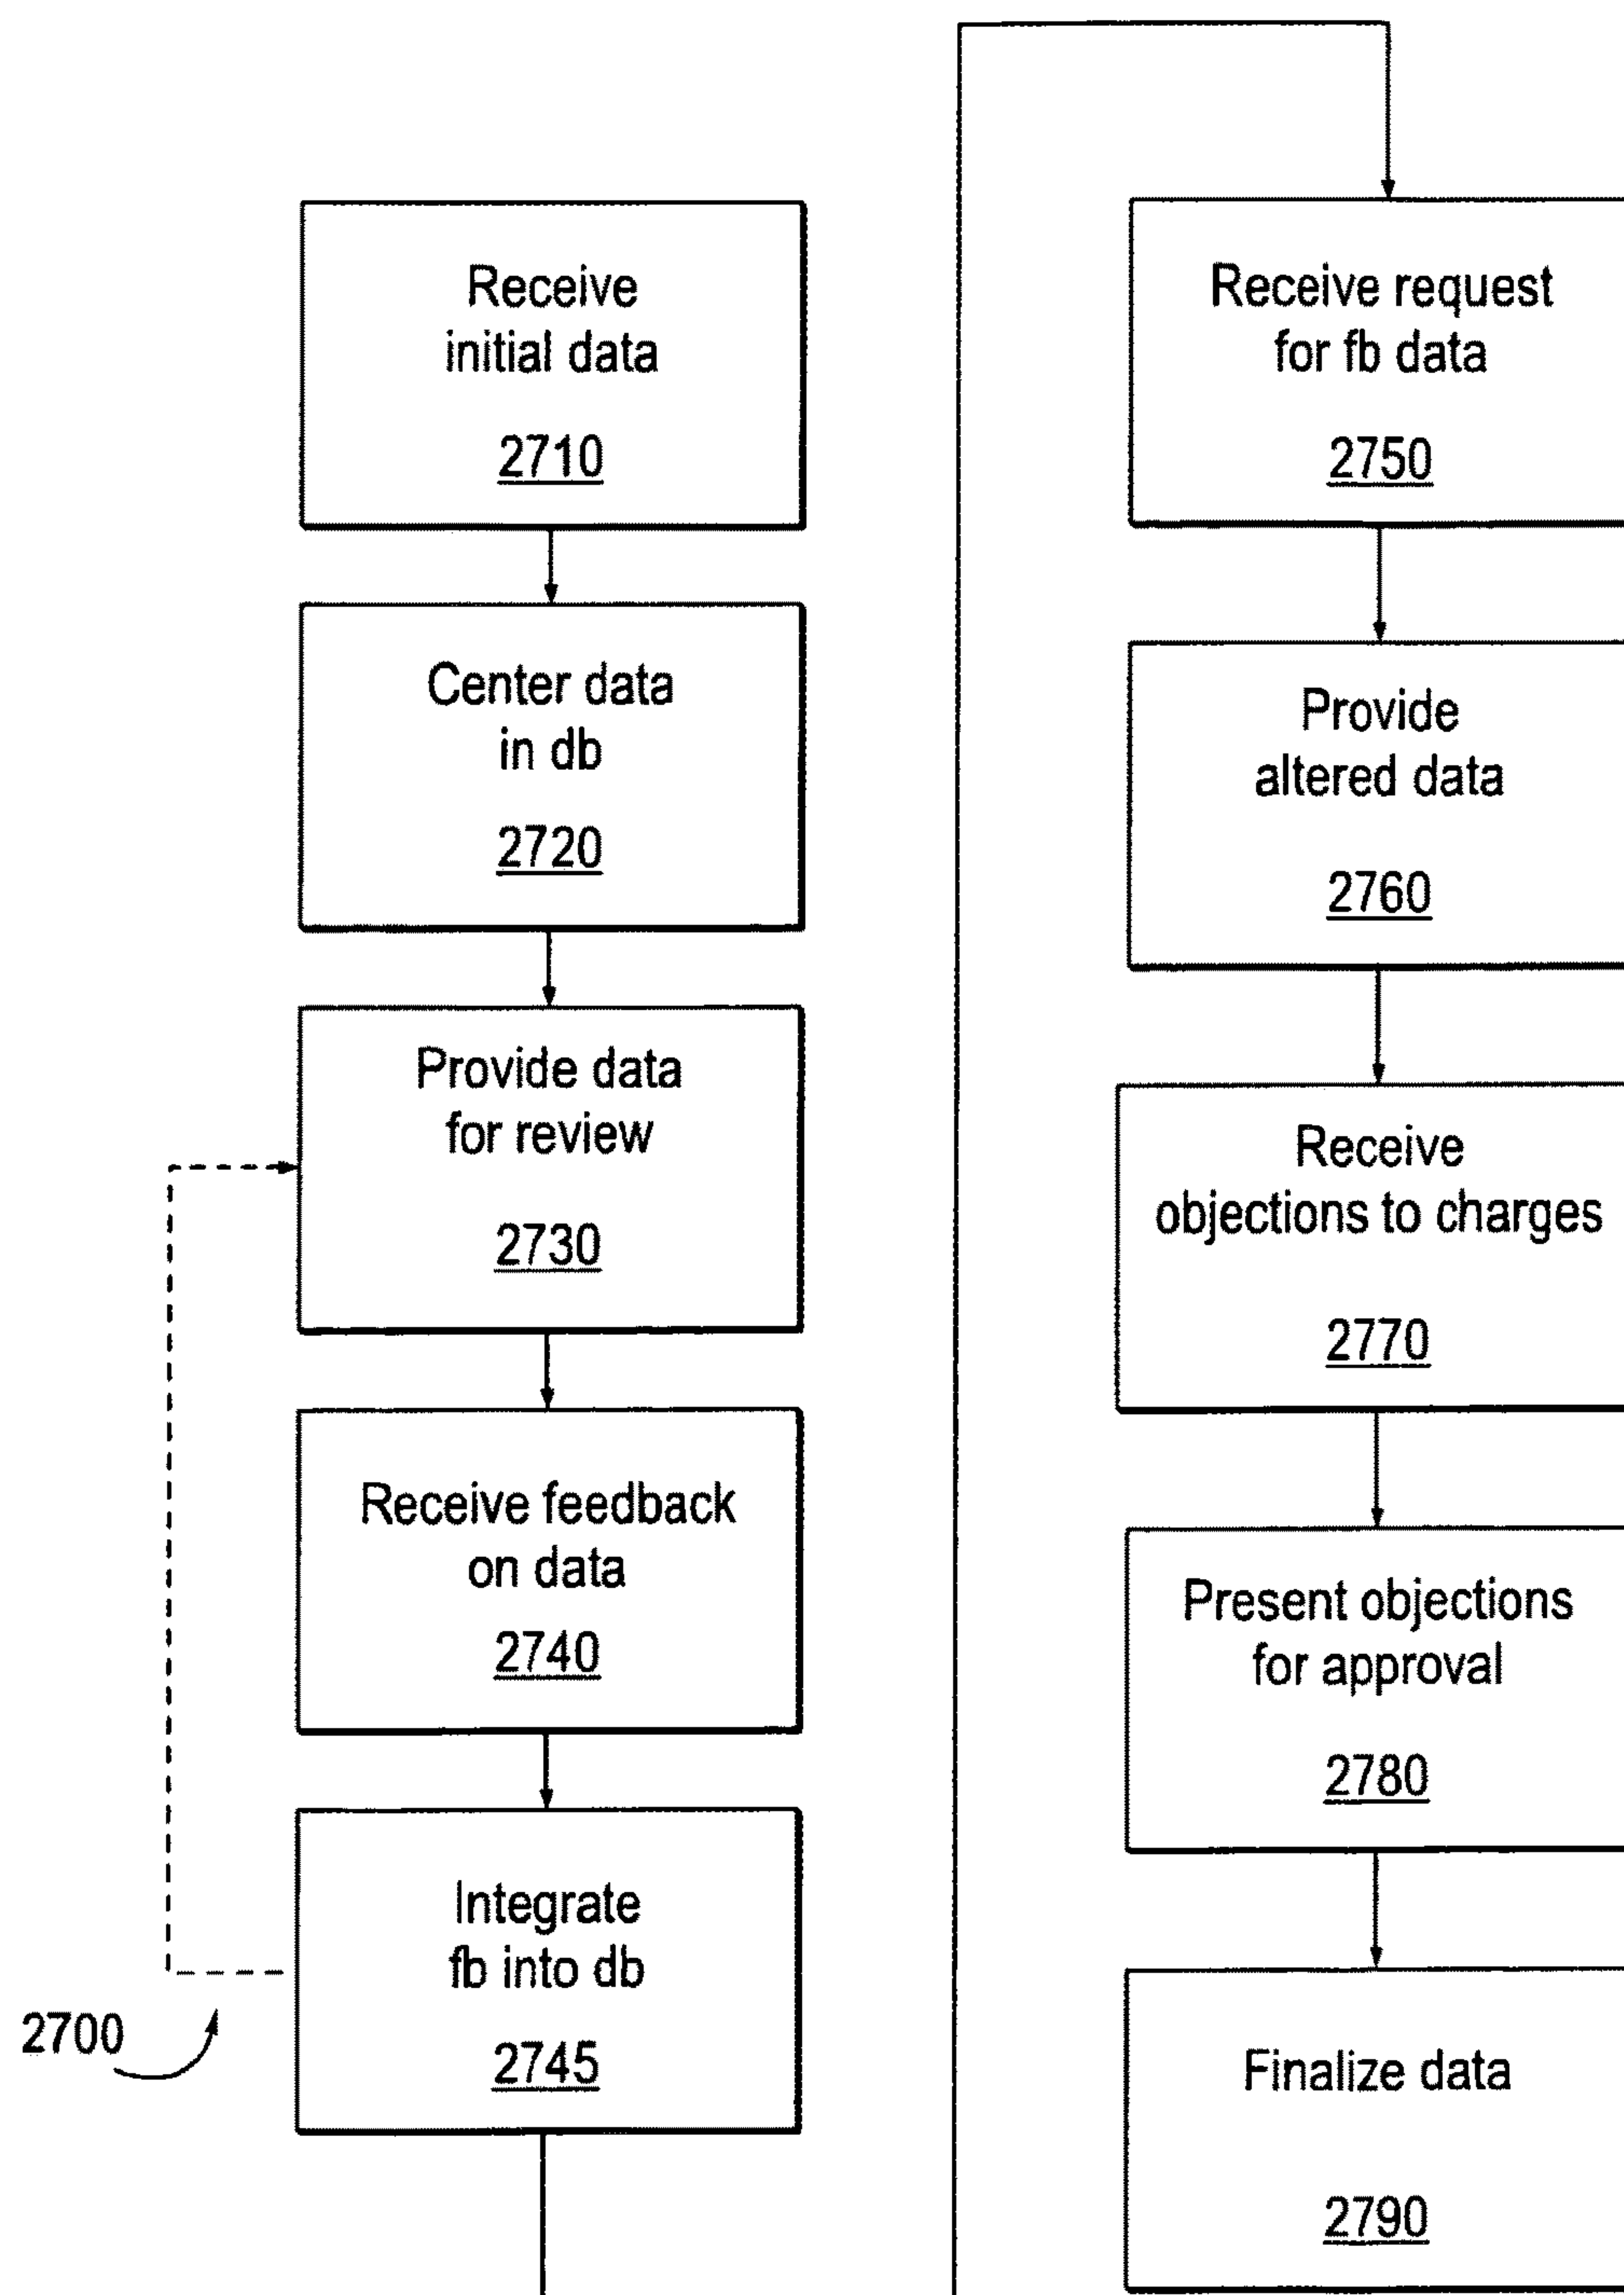 Receive
initial data
2710
Center data
in db
2720
Provide data
for review
2730
Receive feedback
on data
2740
Integrate
fb into db
2745
2700
Receive request
for fb data
2750
Provide
altered data
2760
Receive
objections to charges
2770
Present objections
for approval
2780
Finalize data
2790